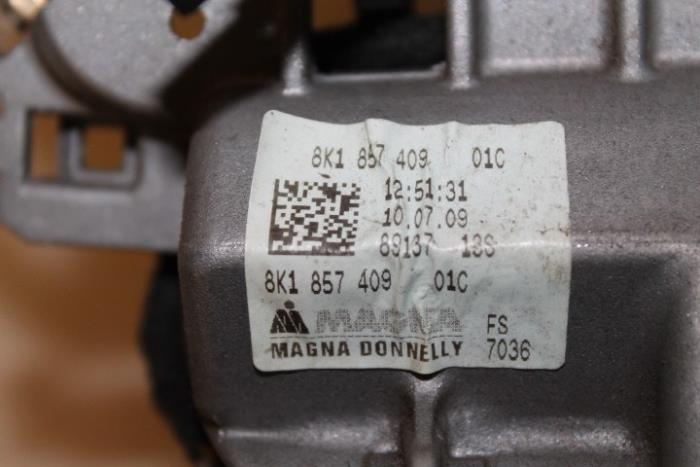 8K1 857 409 01C
12:51:31
10.07.09
89137 13S
8K1 857 409 01C
MAGNA FS
MAGNA DONNELLY 7036